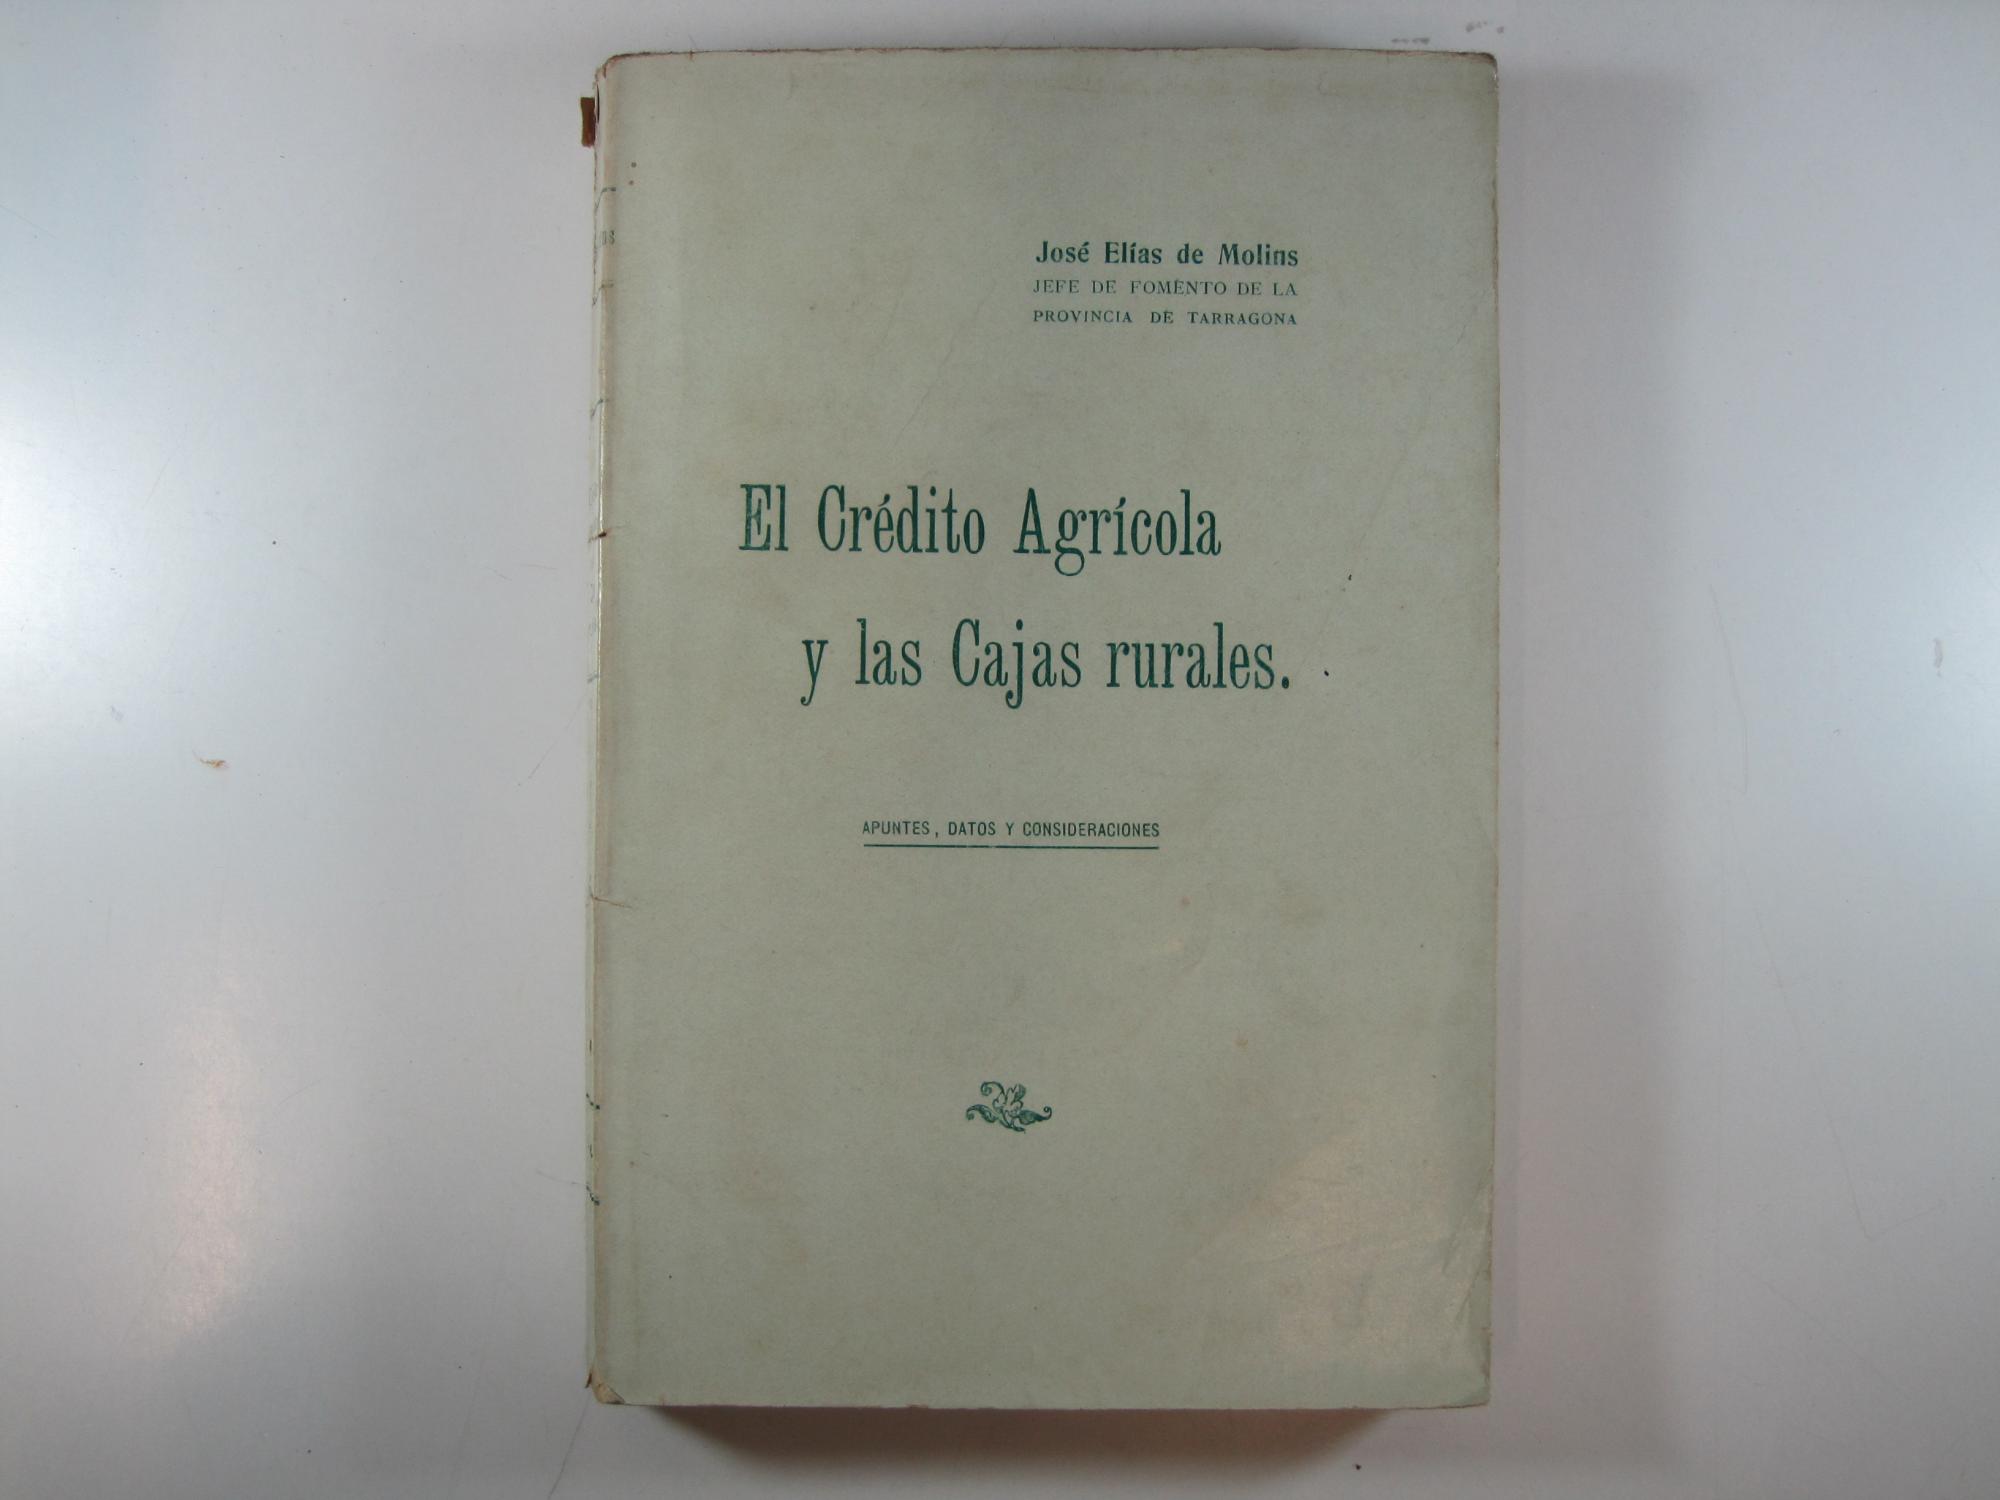 José Elías de Molins
JEFE DE FOMENTO DE LA
PROVINCIA DE TARRAGONA
El Crédito Agrícola
y las Cajas rurales.
APUNTES, DATOS Y CONSIDERACIONES